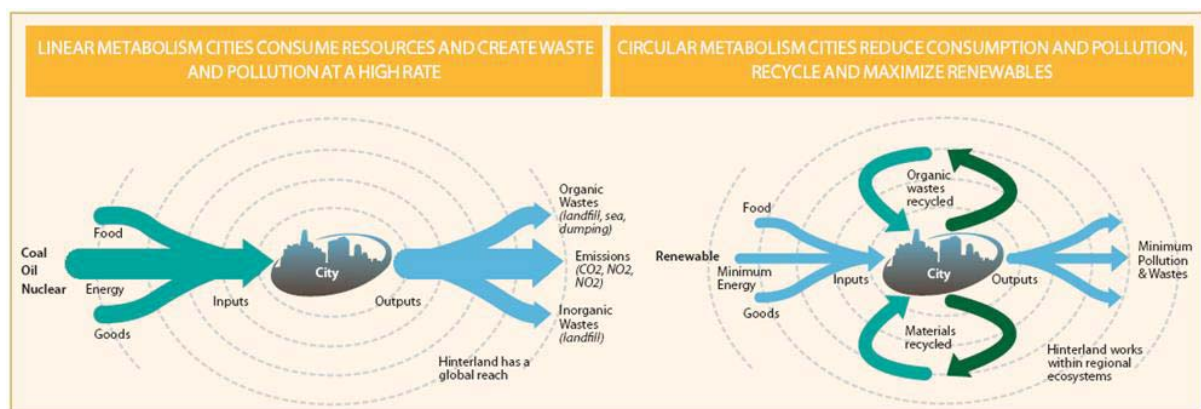 LINEAR METABOLISM CITIES CONSUME RESOURCES AND CREATE WASTE
AND POLLUTION AT A HIGH RATE
Food
Coal
Oil
Nuclear
Energy
Goods
Inputs
City
Outputs
Organic
Wastes
(landfill, sea,
dumping)
Emissions
(CO2, NO2,
NO2)
Inorganic
Wastes
(landfill)
Hinterland has a
global reach
CIRCULAR METABOLISM CITIES REDUCE CONSUMPTION AND POLLUTION,
RECYCLE AND MAXIMIZE RENEWABLES
Organic
wastes
recycled
Food
Renewable
Minimum
Energy
Goods
Inputs
City
Outputs
Minimum
Pollution
& Wastes
Materials
recycled
Hinterland works
within regional
ecosystems